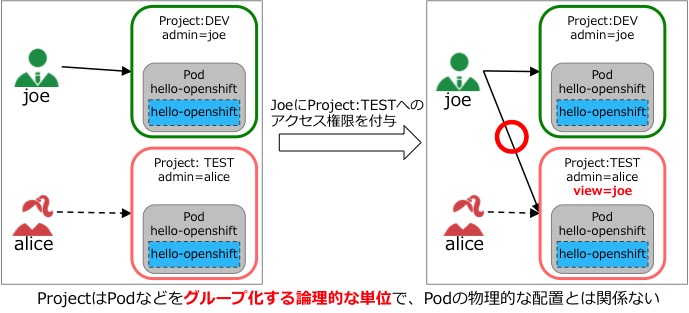 Project:DEV
admin=joe
joe
Pod
hello-openshift
hello-openshift
Project: TEST
admin=alice
alice
Pod
hello-openshift
hello-openshift
JoeにProject:TESTへの
アクセス権限を付与
Project:DEV
admin=joe
joe
Pod
hello-openshift
hello-openshift
Project:TEST
admin=alice
view=joe
alice
Pod
hello-openshift
hello-openshift
ProjectはPodなどをグループ化する論理的な単位で、Podの物理的な配置とは関係ない